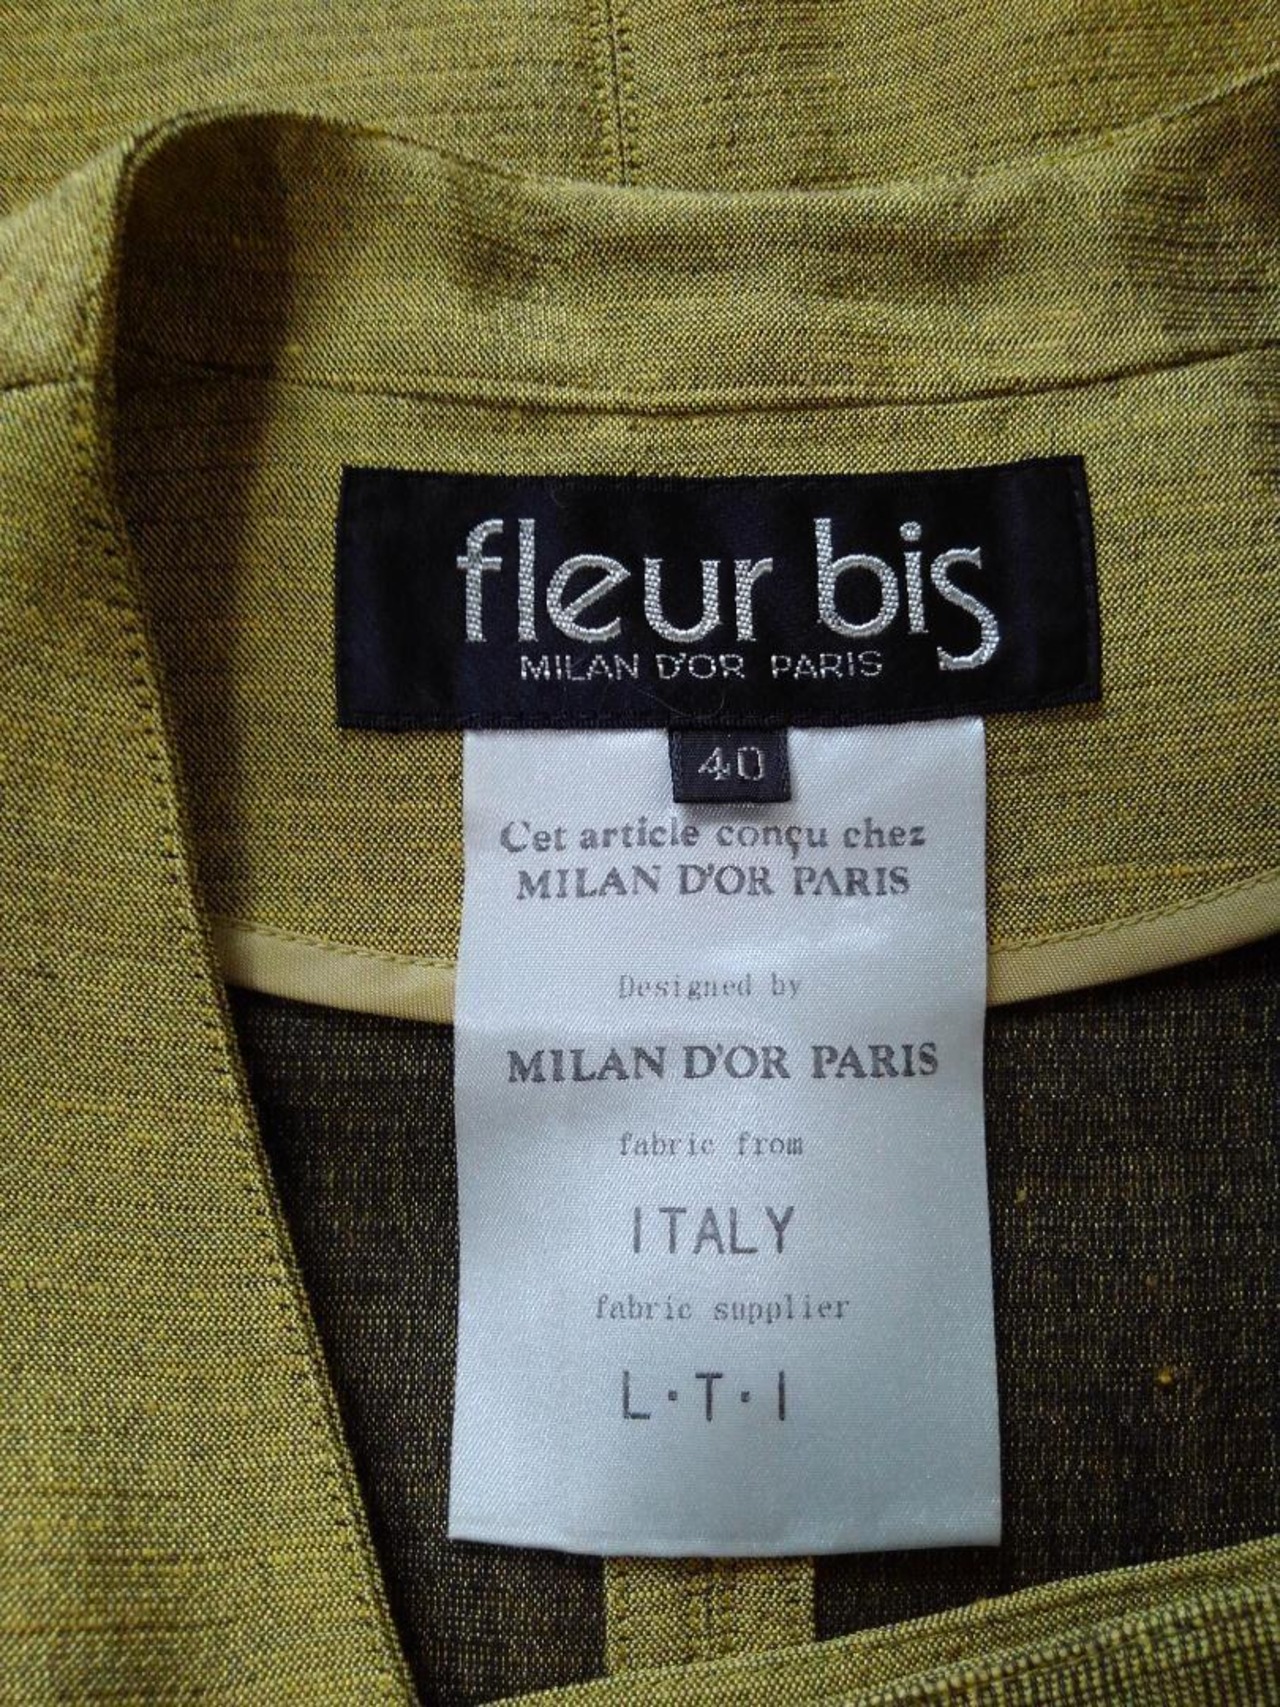 fleur bis
MILAN D'OR PARIS
40
Cet article conçu chez
MILAN D'OR PARIS
Designed by
MILAN D'OR PARIS
fabric from
ITALY
fabric supplier
L·T·I